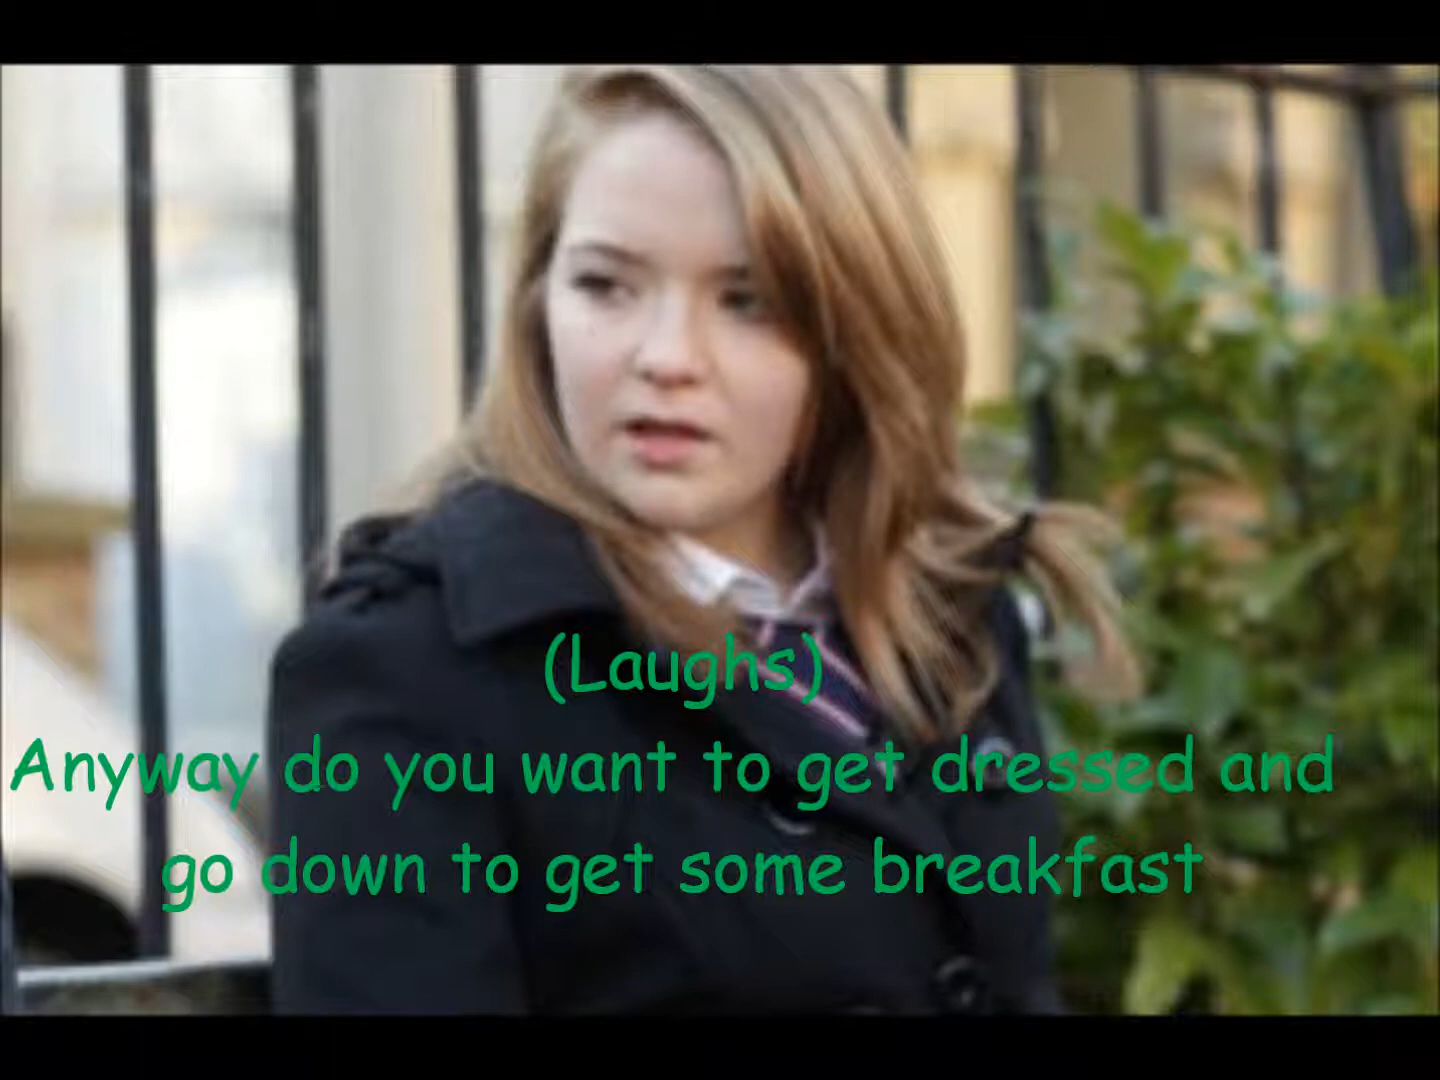 (Laughs)
Anyway do you want to get dressed and
go down to get some breakfast